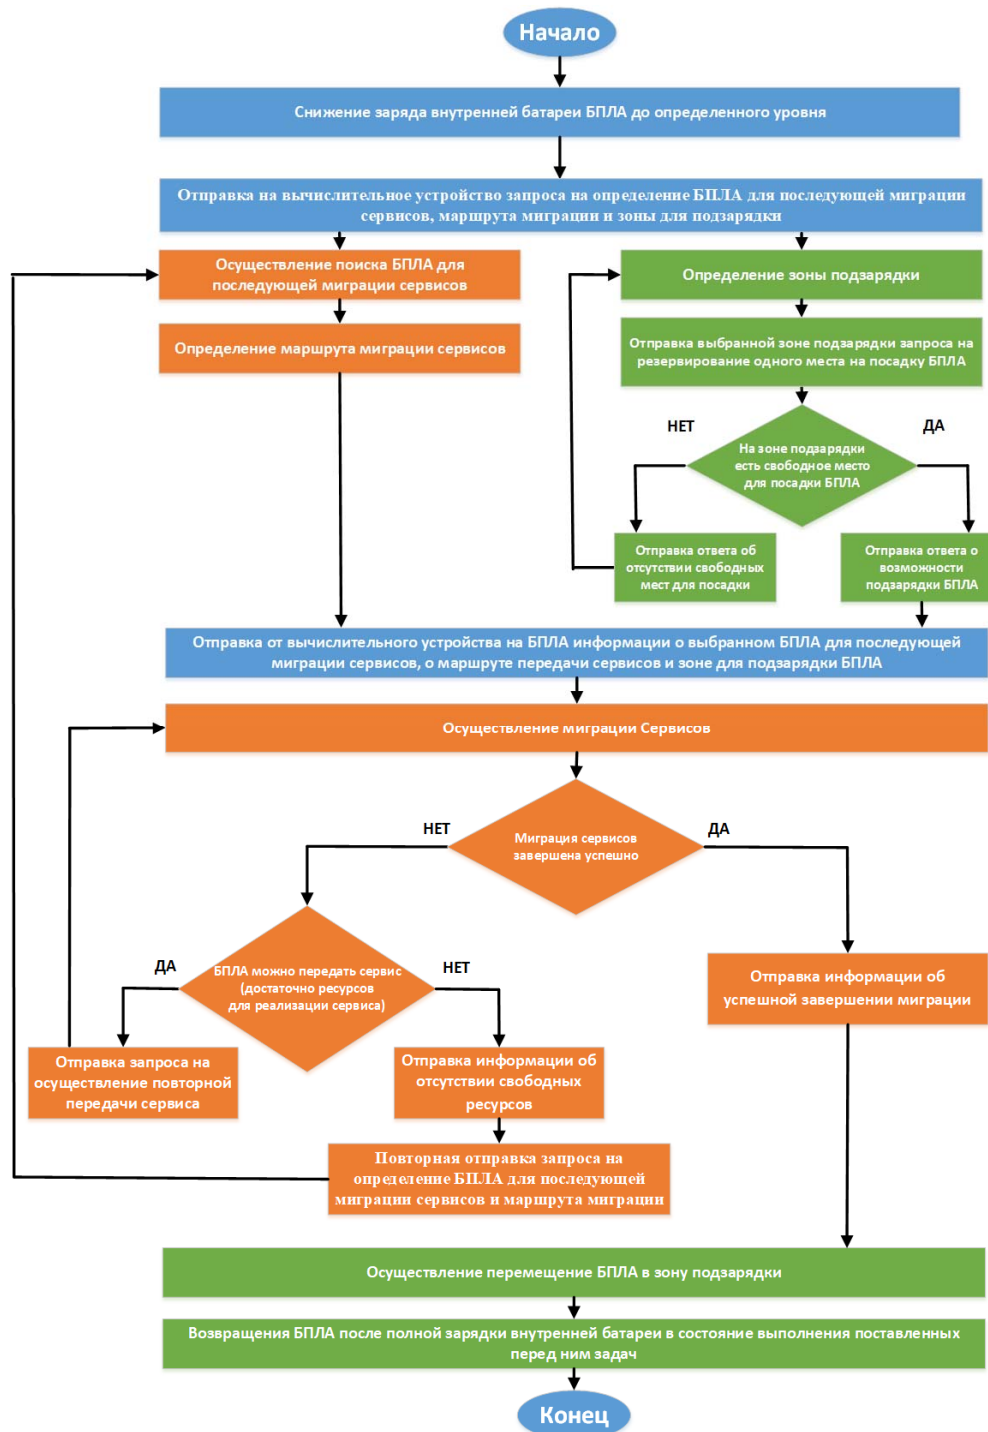 Начало
Снижение заряда внутренней батареи БПЛА до определенного уровня
Отправка на вычислительное устройство запроса на определение БПЛА для последующей миграции
сервисов, маршрута миграции и зоны для подзарядки
Осуществление поиска БПЛА для
последующей миграции сервисов
Определение маршрута миграции сервисов
Определение зоны подзарядки
Отправка выбранной зоне подзарядки запроса на
резервирование одного места на посадку БПЛА
НЕТ
ДА
На зоне подзарядки
есть свободное место
для посадки БПЛА
Отправка ответа об
отсутствии свободных
мест для посадки
Отправка ответа о
возможности
подзарядки БПЛА
Отправка от вычислительного устройства на БПЛА информации о выбранном БПЛА для последующей
миграции сервисов, о маршруте передачи сервисов и зоне для подзарядки БПЛА
Осуществление миграции Сервисов
НЕТ
ДА
Миграция сервисов
завершена успешно
ДА
НЕТ
БПЛА можно передать сервис
(достаточно ресурсов
для реализации сервиса)
Отправка информации об
успешной завершении миграции
Отправка запроса на
осуществление повторной
передачи сервиса
Отправка информации об
отсутствии свободных
ресурсов
Повторная отправка запроса на
определение БПЛА для последующей
миграции сервисов и маршрута миграции
Осуществление перемещение БПЛА в зону подзарядки
Возвращения БПЛА после полной зарядки внутренней батареи в состояние выполнения поставленных
перед ним задач
Конец